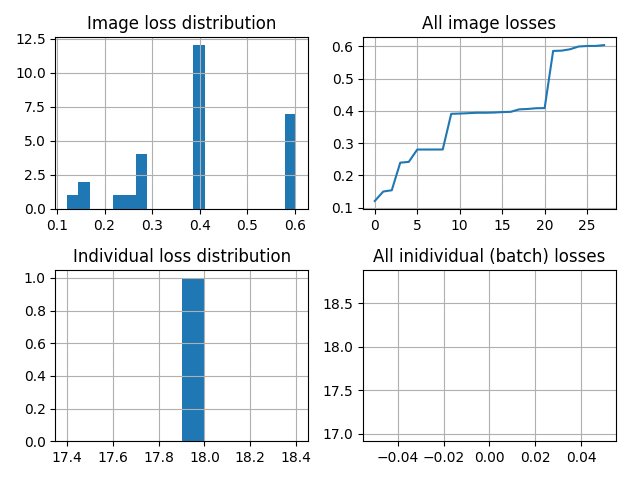 Image loss distribution
12.5
10.0
7.5
5.0
2.5
0.0
0.1 0.2 0.3 0.4 0.5 0.6
All image losses
0.6
0.5
0.4
0.3
0.2
0.1
0 5 10 15 20 25
Individual loss distribution
1.0
0.8
0.6
0.4
0.2
0.0
17.4 17.6 17.8 18.0 18.2 18.4
All inidividual (batch) losses
18.5
18.0
17.5
17.0
−0.04 −0.02 0.00 0.02 0.04